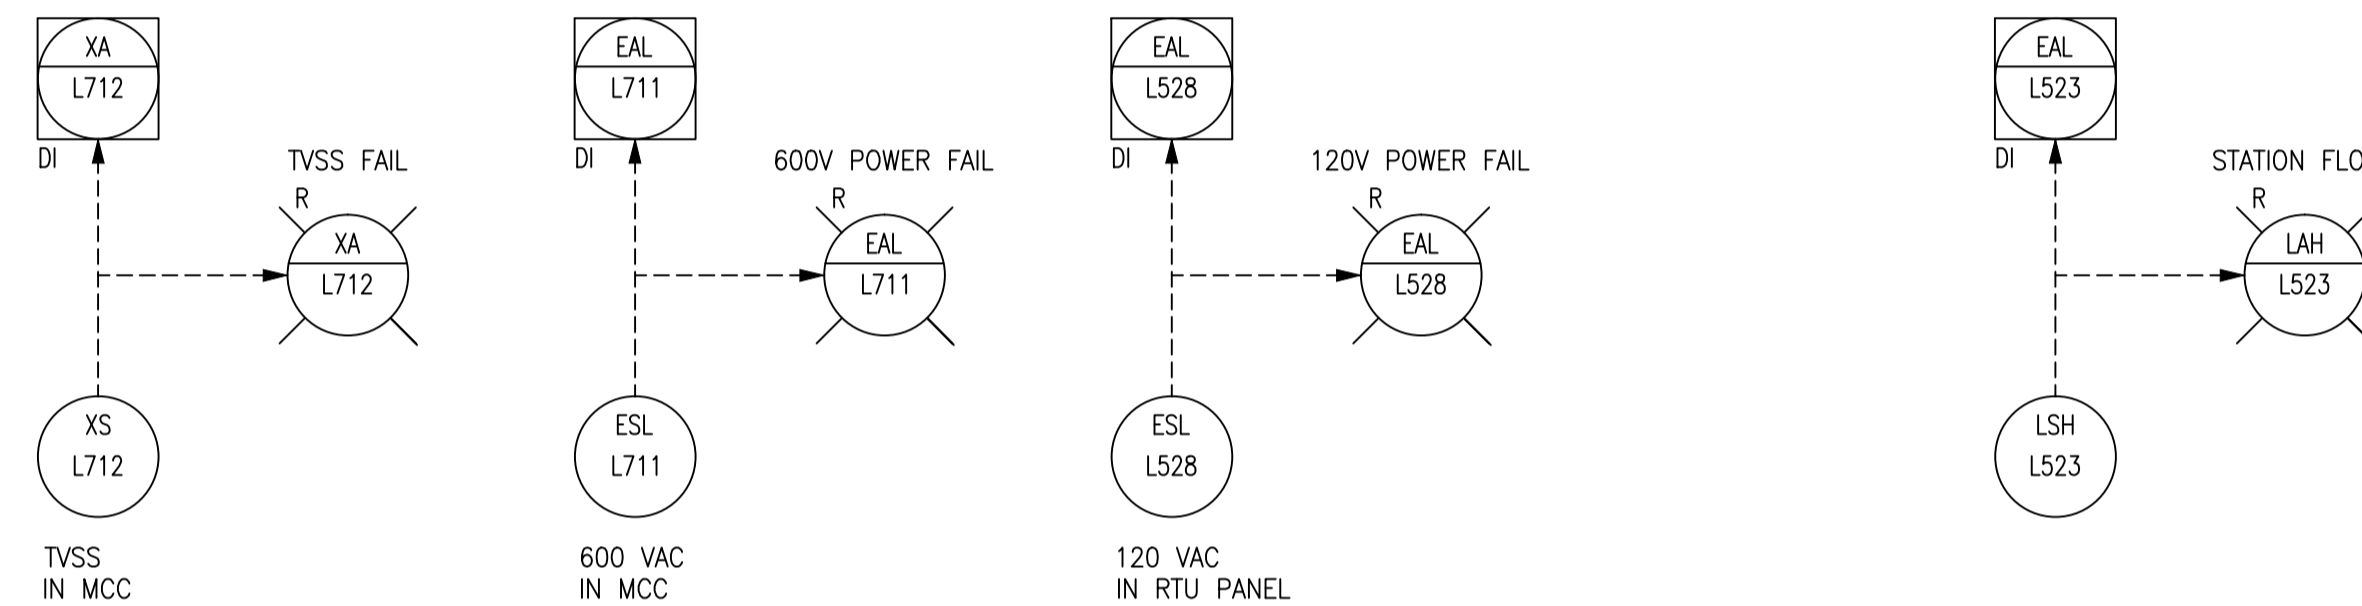 XA
L712
DI
TVSS FAIL
R
XA
L712
XS
L712
TVSS
IN MCC
EAL
L711
DI
600V POWER FAIL
R
EAL
L711
ESL
L711
600 VAC
IN MCC
EAL
L528
DI
120V POWER FAIL
R
EAL
L528
ESL
L528
120 VAC
IN RTU PANEL
EAL
L523
DI
STATION
R
LAH
L523
LSH
L523